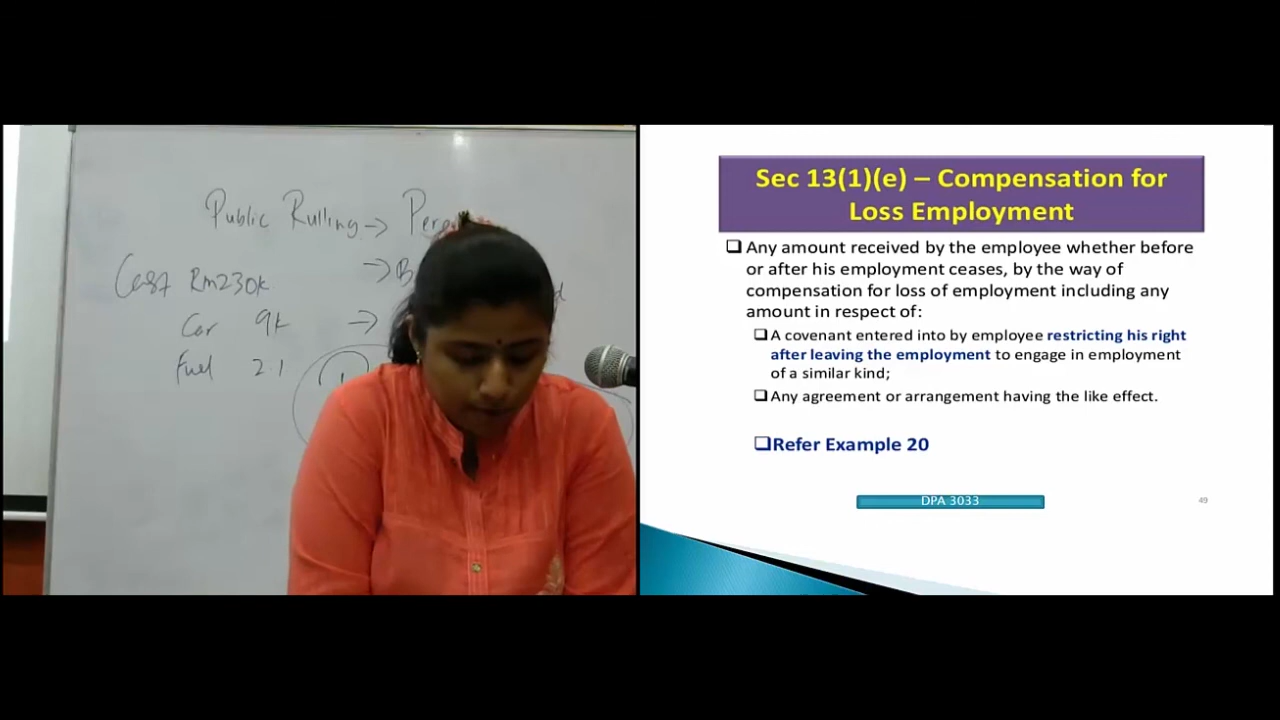 Public Rulling →
→ B
Cost Rm230k
Car 9k →
Fuel 2.1
1
Sec 13(1)(e) – Compensation for
Loss Employment
❑ Any amount received by the employee whether before
or after his employment ceases, by the way of
compensation for loss of employment including any
amount in respect of:
❑ A covenant entered into by employee restricting his right
after leaving the employment to engage in employment
of a similar kind;
❑ Any agreement or arrangement having the like effect.
❑Refer Example 20
DPA 3033
49